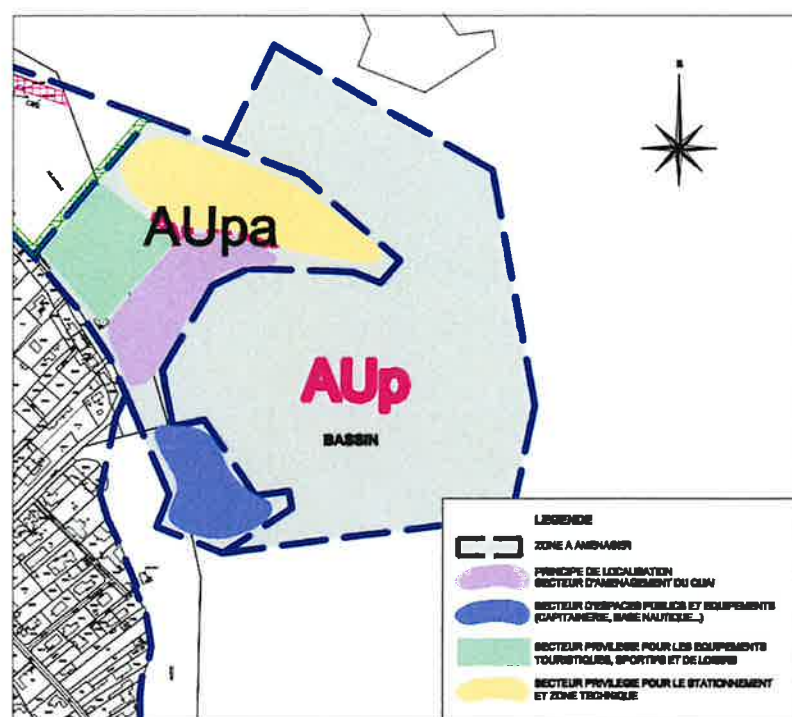 AUpa
AUp
BASSIN
LEGENDE
ZONE A AMENAGER
PRINCIPE DE LOCALISATION
SECTEUR D'AMENAGEMENT DU QUAI
SECTEUR D'ESPACES PUBLICS ET EQUIPEMENTS
(CAPITAINERIE, BASE NAUTIQUE...)
SECTEUR PRIVILEGIE POUR LES EQUIPEMENTS
TOURISTIQUES, SPORTIFS ET DE LOISIRS
SECTEUR PRIVILEGIE POUR LE STATIONNEMENT
ET ZONE TECHNIQUE